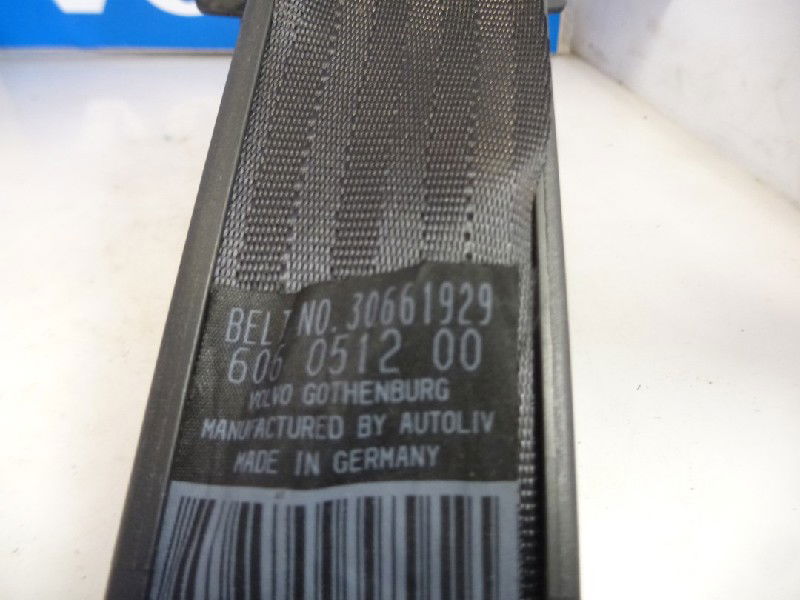 BELT NO. 30661929
606 0512 00
VOLVO GOTHENBURG
MANUFACTURED BY AUTOLIV
MADE IN GERMANY